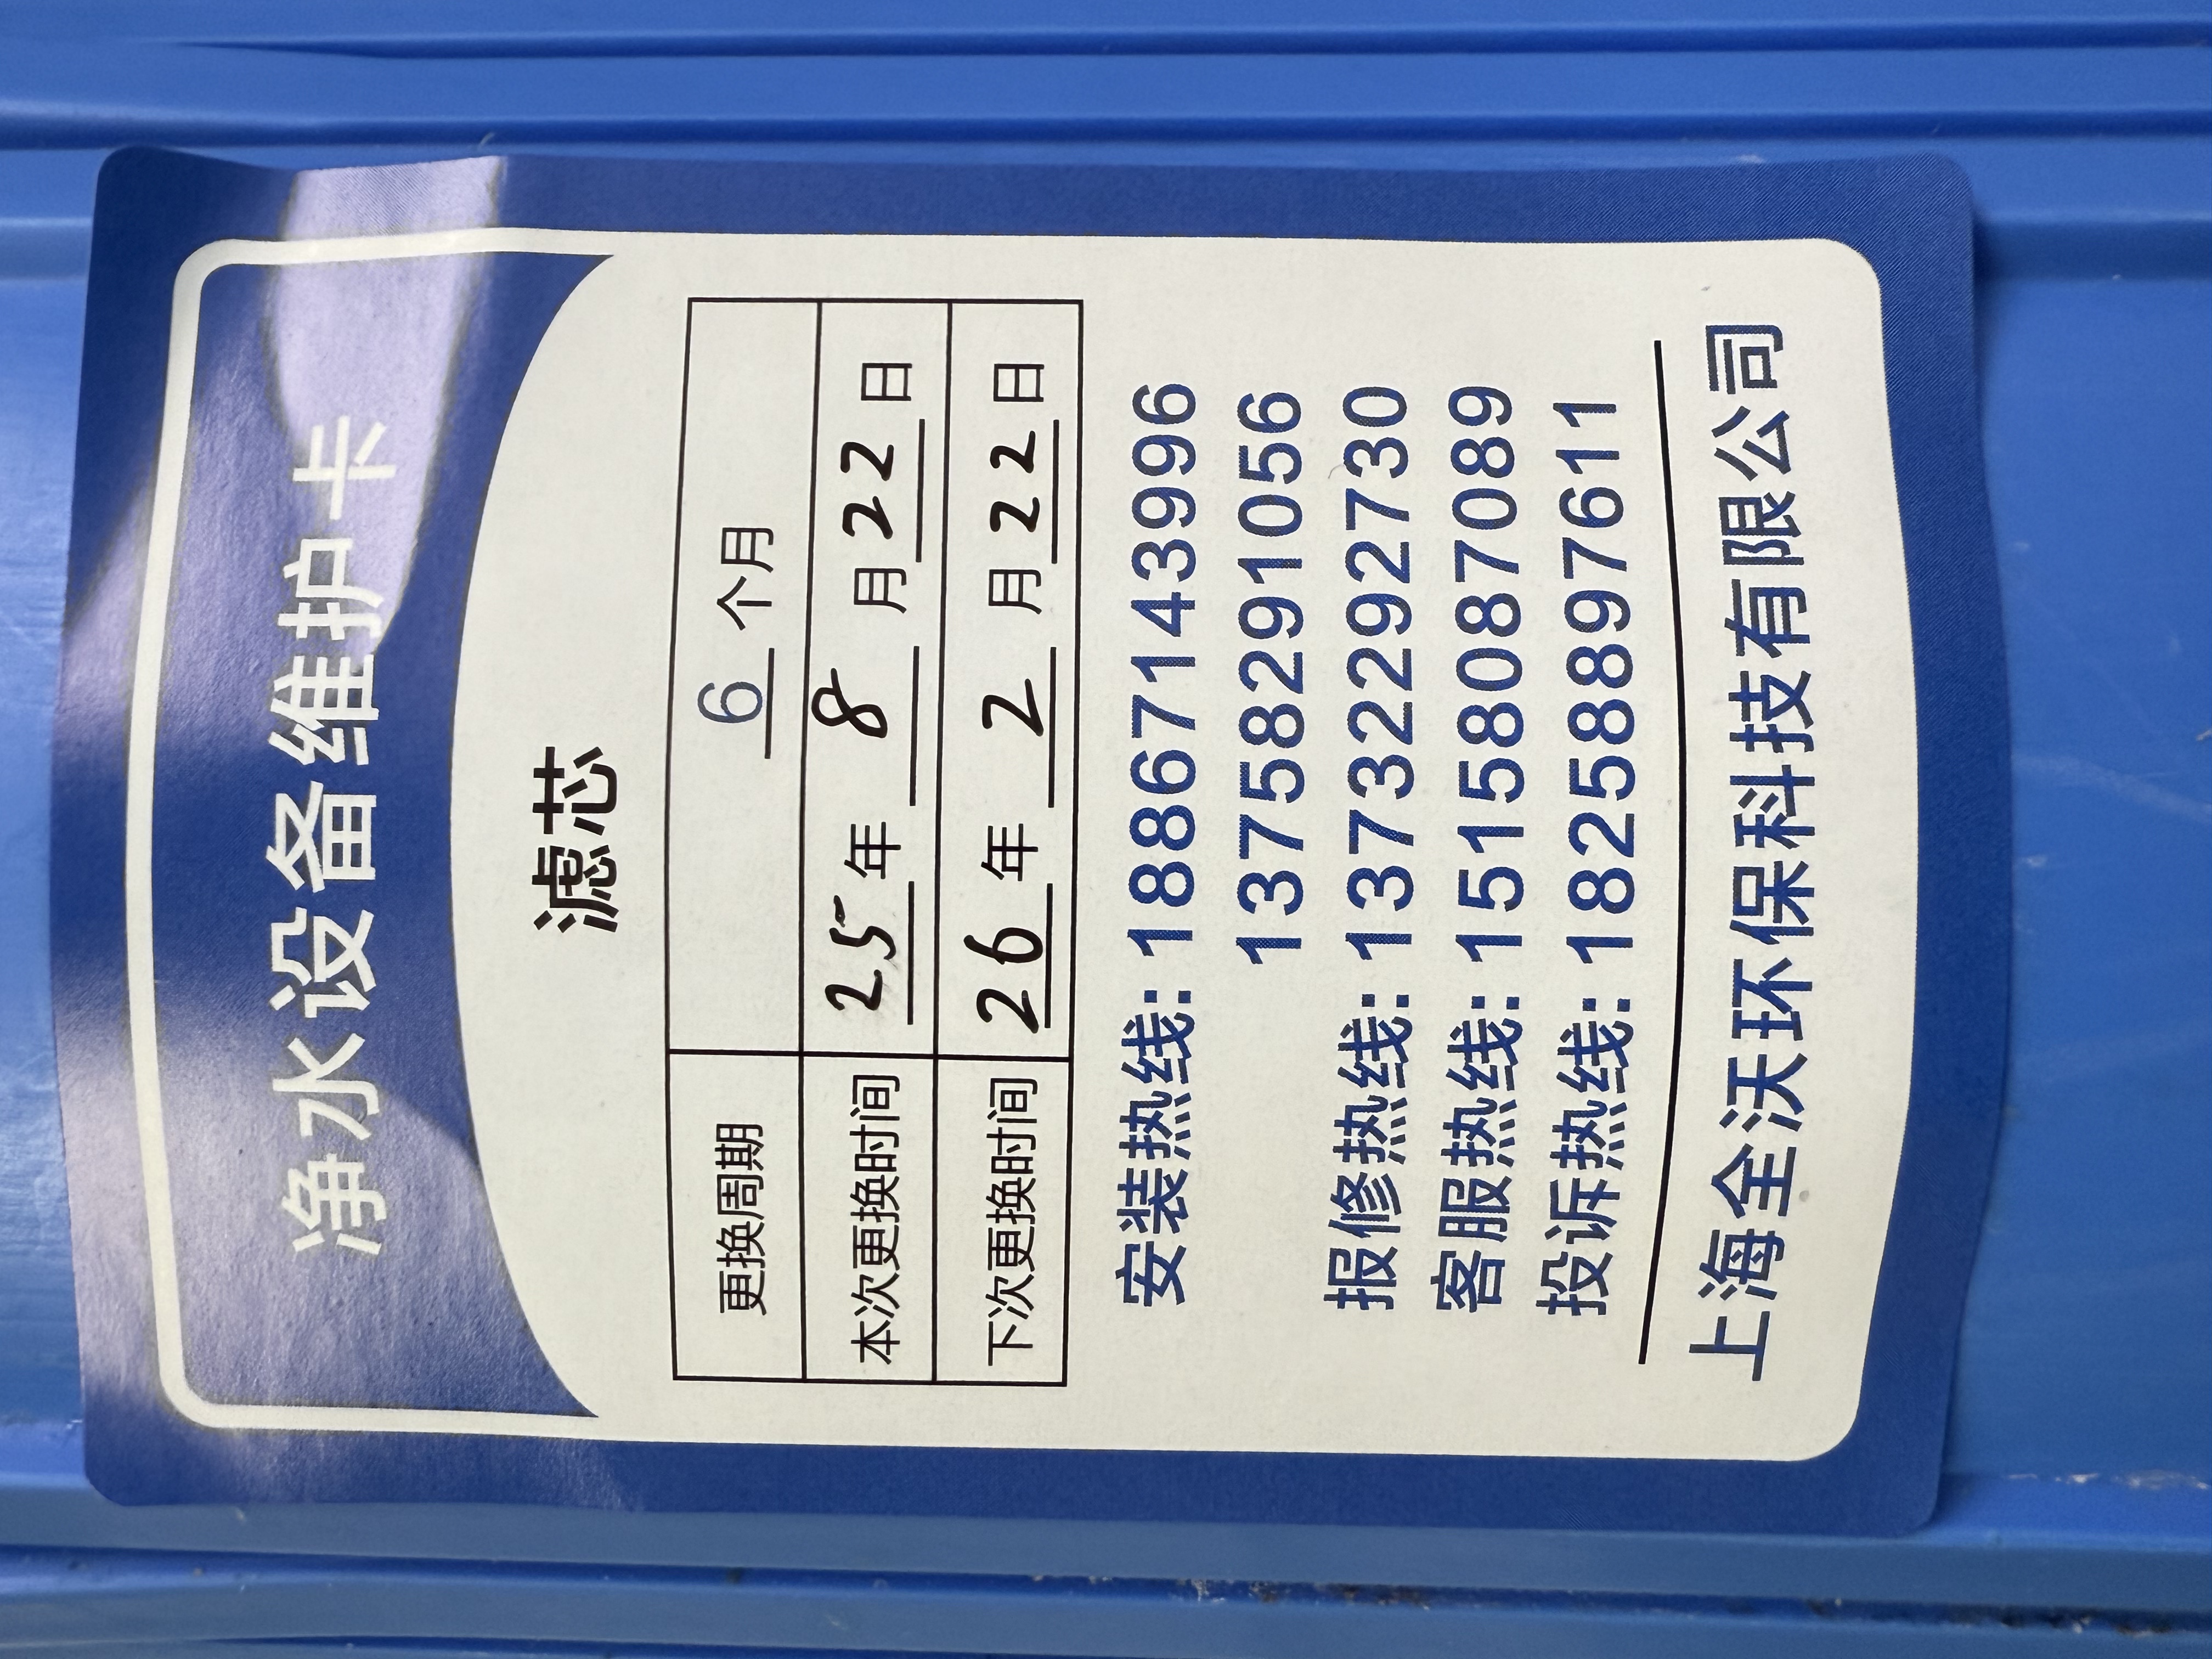 净水设备维护卡
滤芯
更换周期 6 个月
本次更换时间 25 年 8 月 22 日
下次更换时间 26 年 2 月 22 日
安装热线: 18867143996
13758291056
报修热线: 13732292730
客服热线: 15158087089
投诉热线: 18258897611
上海全沃环保科技有限公司